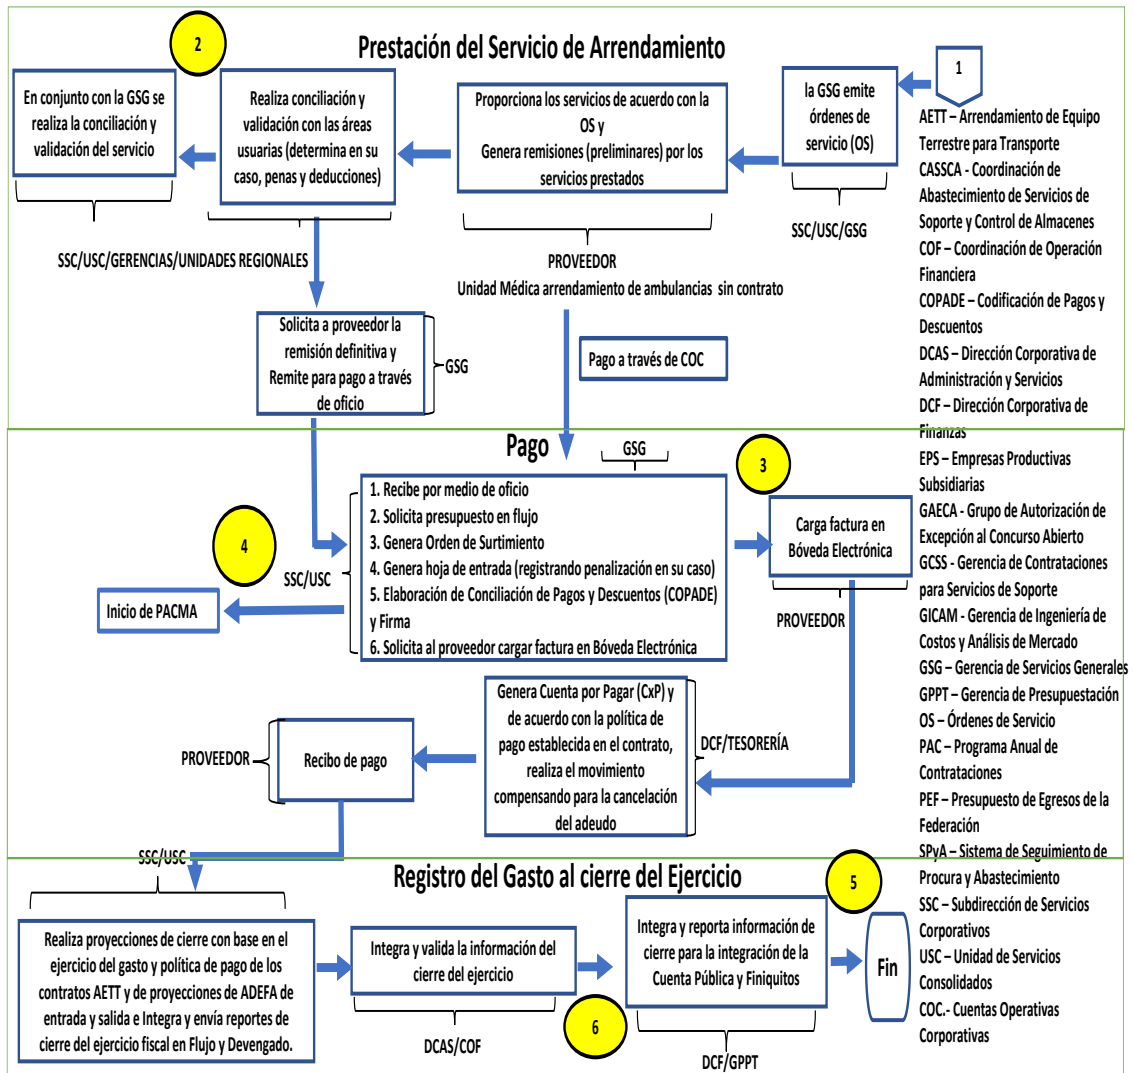 Prestación del Servicio de Arrendamiento
2
1
En conjunto con la GSG se
realiza la conciliación y
validación del servicio
Realiza conciliación y
validación con las áreas
usuarias (determina en su
caso, penas y deducciones)
Proporciona los servicios de acuerdo con la
OS y
Genera remisiones (preliminares) por los
servicios prestados
la GSG emite
órdenes de
servicio (OS)
SSC/USC/GERENCIAS/UNIDADES REGIONALES
PROVEEDOR
Unidad Médica arrendamiento de ambulancias sin contrato
SSC/USC/GSG
Solicita a proveedor la
remisión definitiva y
Remite para pago a través
de oficio
GSG
Pago a través de COC
Pago
GSG
3
4
SSC/USC
1. Recibe por medio de oficio
2. Solicita presupuesto en flujo
3. Genera Orden de Surtimiento
4. Genera hoja de entrada (registrando penalización en su caso)
5. Elaboración de Conciliación de Pagos y Descuentos (COPADE)
y Firma
6. Solicita al proveedor cargar factura en Bóveda Electrónica
Carga factura en
Bóveda Electrónica
PROVEEDOR
Inicio de PACMA
Genera Cuenta por Pagar (CxP) y
de acuerdo con la política de
pago establecida en el contrato,
realiza el movimiento
compensando para la cancelación
del adeudo
DCF/TESORERÍA
PROVEEDOR
Recibo de pago
SSC/USC
Registro del Gasto al cierre del Ejercicio
5
Realiza proyecciones de cierre con base en el
ejercicio del gasto y política de pago de los
contratos AETT y de proyecciones de ADEFA de
entrada y salida e Integra y envía reportes de
cierre del ejercicio fiscal en Flujo y Devengado.
Integra y valida la información del
cierre del ejercicio
DCAS/COF
6
Integra y reporta información de
cierre para la integración de la
Cuenta Pública y Finiquitos
DCF/GPPT
Fin
AETT – Arrendamiento de Equipo
Terrestre para Transporte
CASSCA - Coordinación de
Abastecimiento de Servicios de
Soporte y Control de Almacenes
COF – Coordinación de Operación
Financiera
COPADE – Codificación de Pagos y
Descuentos
DCAS – Dirección Corporativa de
Administración y Servicios
DCF – Dirección Corporativa de
Finanzas
EPS – Empresas Productivas
Subsidiarias
GAECA - Grupo de Autorización de
Excepción al Concurso Abierto
GCSS - Gerencia de Contrataciones
para Servicios de Soporte
GICAM - Gerencia de Ingeniería de
Costos y Análisis de Mercado
GSG – Gerencia de Servicios Generales
GPPT – Gerencia de Presupuestación
OS – Órdenes de Servicio
PAC – Programa Anual de
Contrataciones
PEF – Presupuesto de Egresos de la
Federación
SPyA – Sistema de Seguimiento de
Procura y Abastecimiento
SSC – Subdirección de Servicios
Corporativos
USC – Unidad de Servicios
Consolidados
COC.- Cuentas Operativas
Corporativas